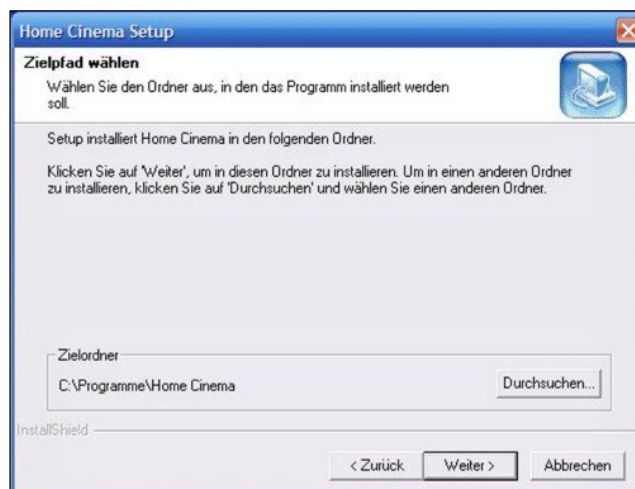 Home Cinema Setup
Zielpfad wählen
Wählen Sie den Ordner aus, in den das Programm installiert werden
soll.
Setup installiert Home Cinema in den folgenden Ordner.
Klicken Sie auf 'Weiter', um in diesen Ordner zu installieren. Um in einen anderen Ordner
zu installieren, klicken Sie auf 'Durchsuchen' und wählen Sie einen anderen Ordner.
Zielordner
C:\Programme\Home Cinema
Durchsuchen...
InstallShield
< Zurück
Weiter >
Abbrechen